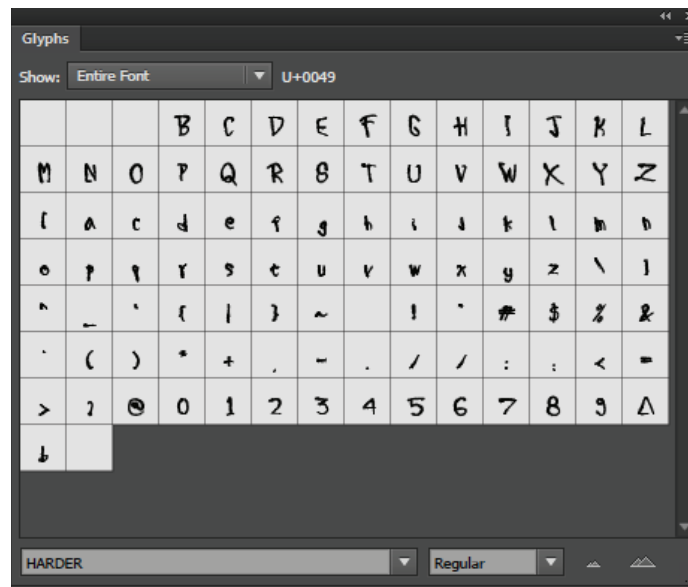 Glyphs
Show: Entire Font U+0049
B C D E F G H I J K L
M N O P Q R S T U V W X Y Z
[ a c d e f g h i j k l m n
o p q r s t u v w x y z \ ]
^ _ ` { | } ~ ! " # $ % &
' ( ) * + , - . / / : ; < =
> ? @ 0 1 2 3 4 5 6 7 8 9 A
b
HARDER Regular